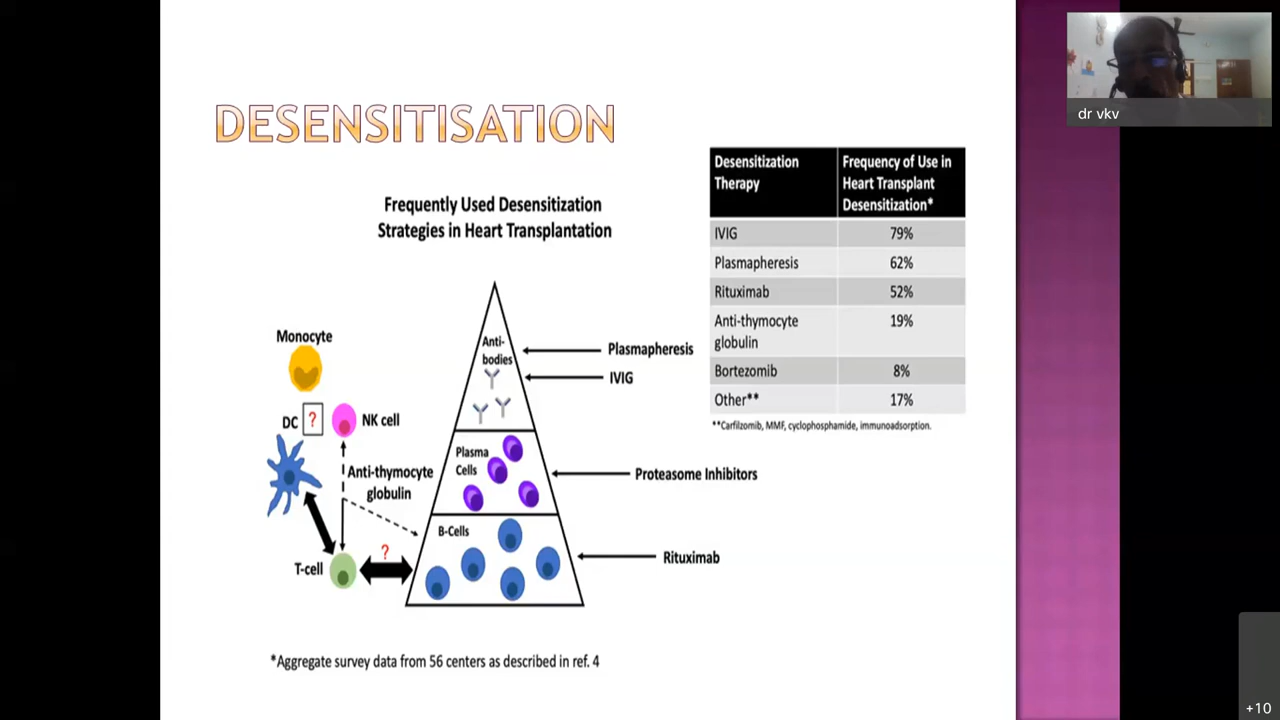 DESENSITISATION
Frequently Used Desensitization
Strategies in Heart Transplantation
Monocyte
DC
?
NK cell
Anti-thymocyte
globulin
T-cell
?
Anti-
bodies
Plasma
Cells
B-Cells
Plasmapheresis
IVIG
Proteasome Inhibitors
Rituximab
*Aggregate survey data from 56 centers as described in ref. 4
Desensitization
Therapy
Frequency of Use in
Heart Transplant
Desensitization*
IVIG 79%
Plasmapheresis 62%
Rituximab 52%
Anti-thymocyte
globulin
19%
Bortezomib 8%
Other** 17%
**Carfilzomib, MMF, cyclophosphamide, immunoadsorption.
dr vkv
+10